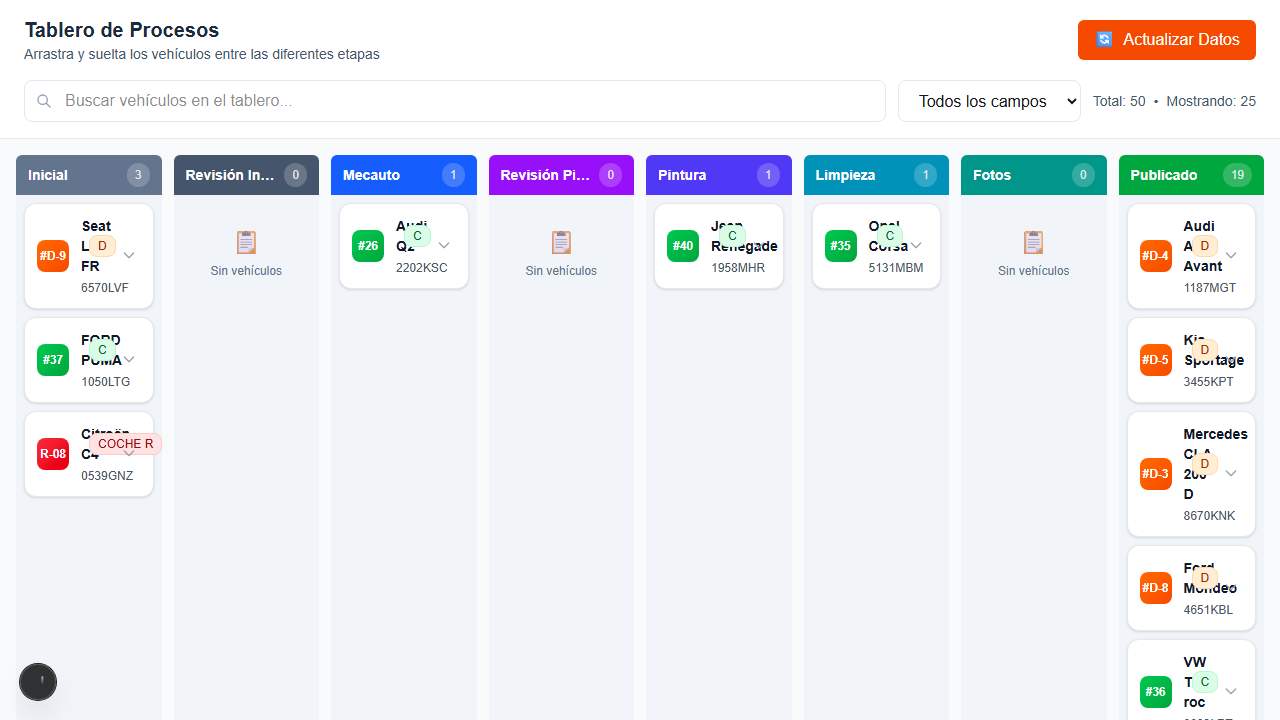 Tablero de Procesos
Arrastra y suelta los vehículos entre las diferentes etapas
Actualizar Datos
Buscar vehículos en el tablero...
Todos los campos
Total: 50 • Mostrando: 25
Inicial 3
#D-9
Seat
FR
D
6570LVF
#37
FORD
PUMA
C
1050LTG
R-08
Citroën
C4
COCHE R
0539GNZ
Revisión In... 0
Sin vehículos
Mecauto 1
#26
Audi
Q2
C
2202KSC
Revisión Pi... 0
Sin vehículos
Pintura 1
#40
Jeep
Renegade
C
1958MHR
Limpieza 1
#35
Opel
Corsa
C
5131MBM
Fotos 0
Sin vehículos
Publicado 19
#D-4
Audi
Avant
D
1187MGT
#D-5
Kia
Sportage
D
3455KPT
#D-3
Mercedes
CLA
200
D
D
8670KNK
#D-8
Ford
Mondeo
D
4651KBL
#36
VW
roc
C